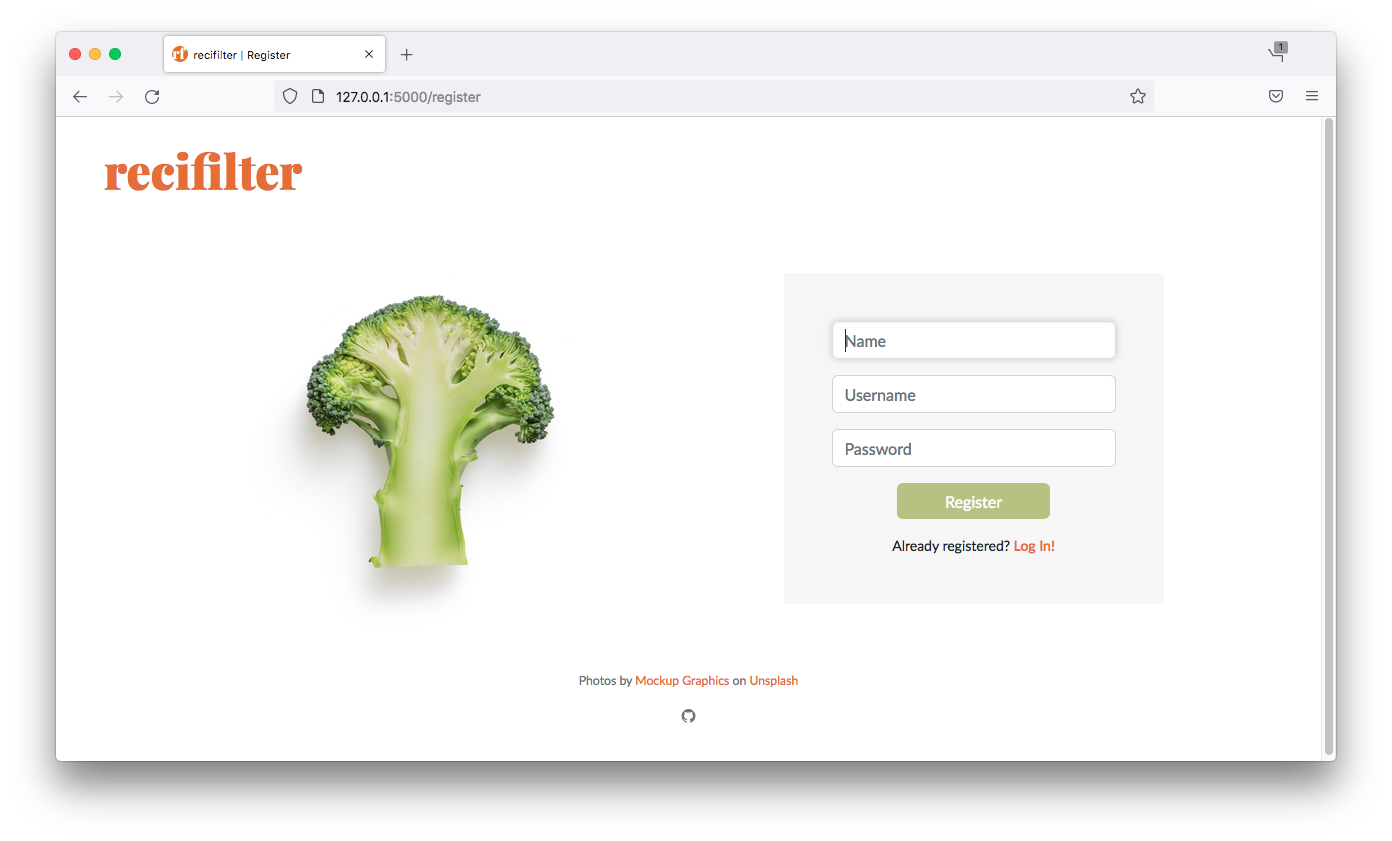 rf recifilter | Register
1
127.0.0.1:5000/register
recifilter
Name
Username
Password
Register
Already registered? Log In!
Photos by Mockup Graphics on Unsplash